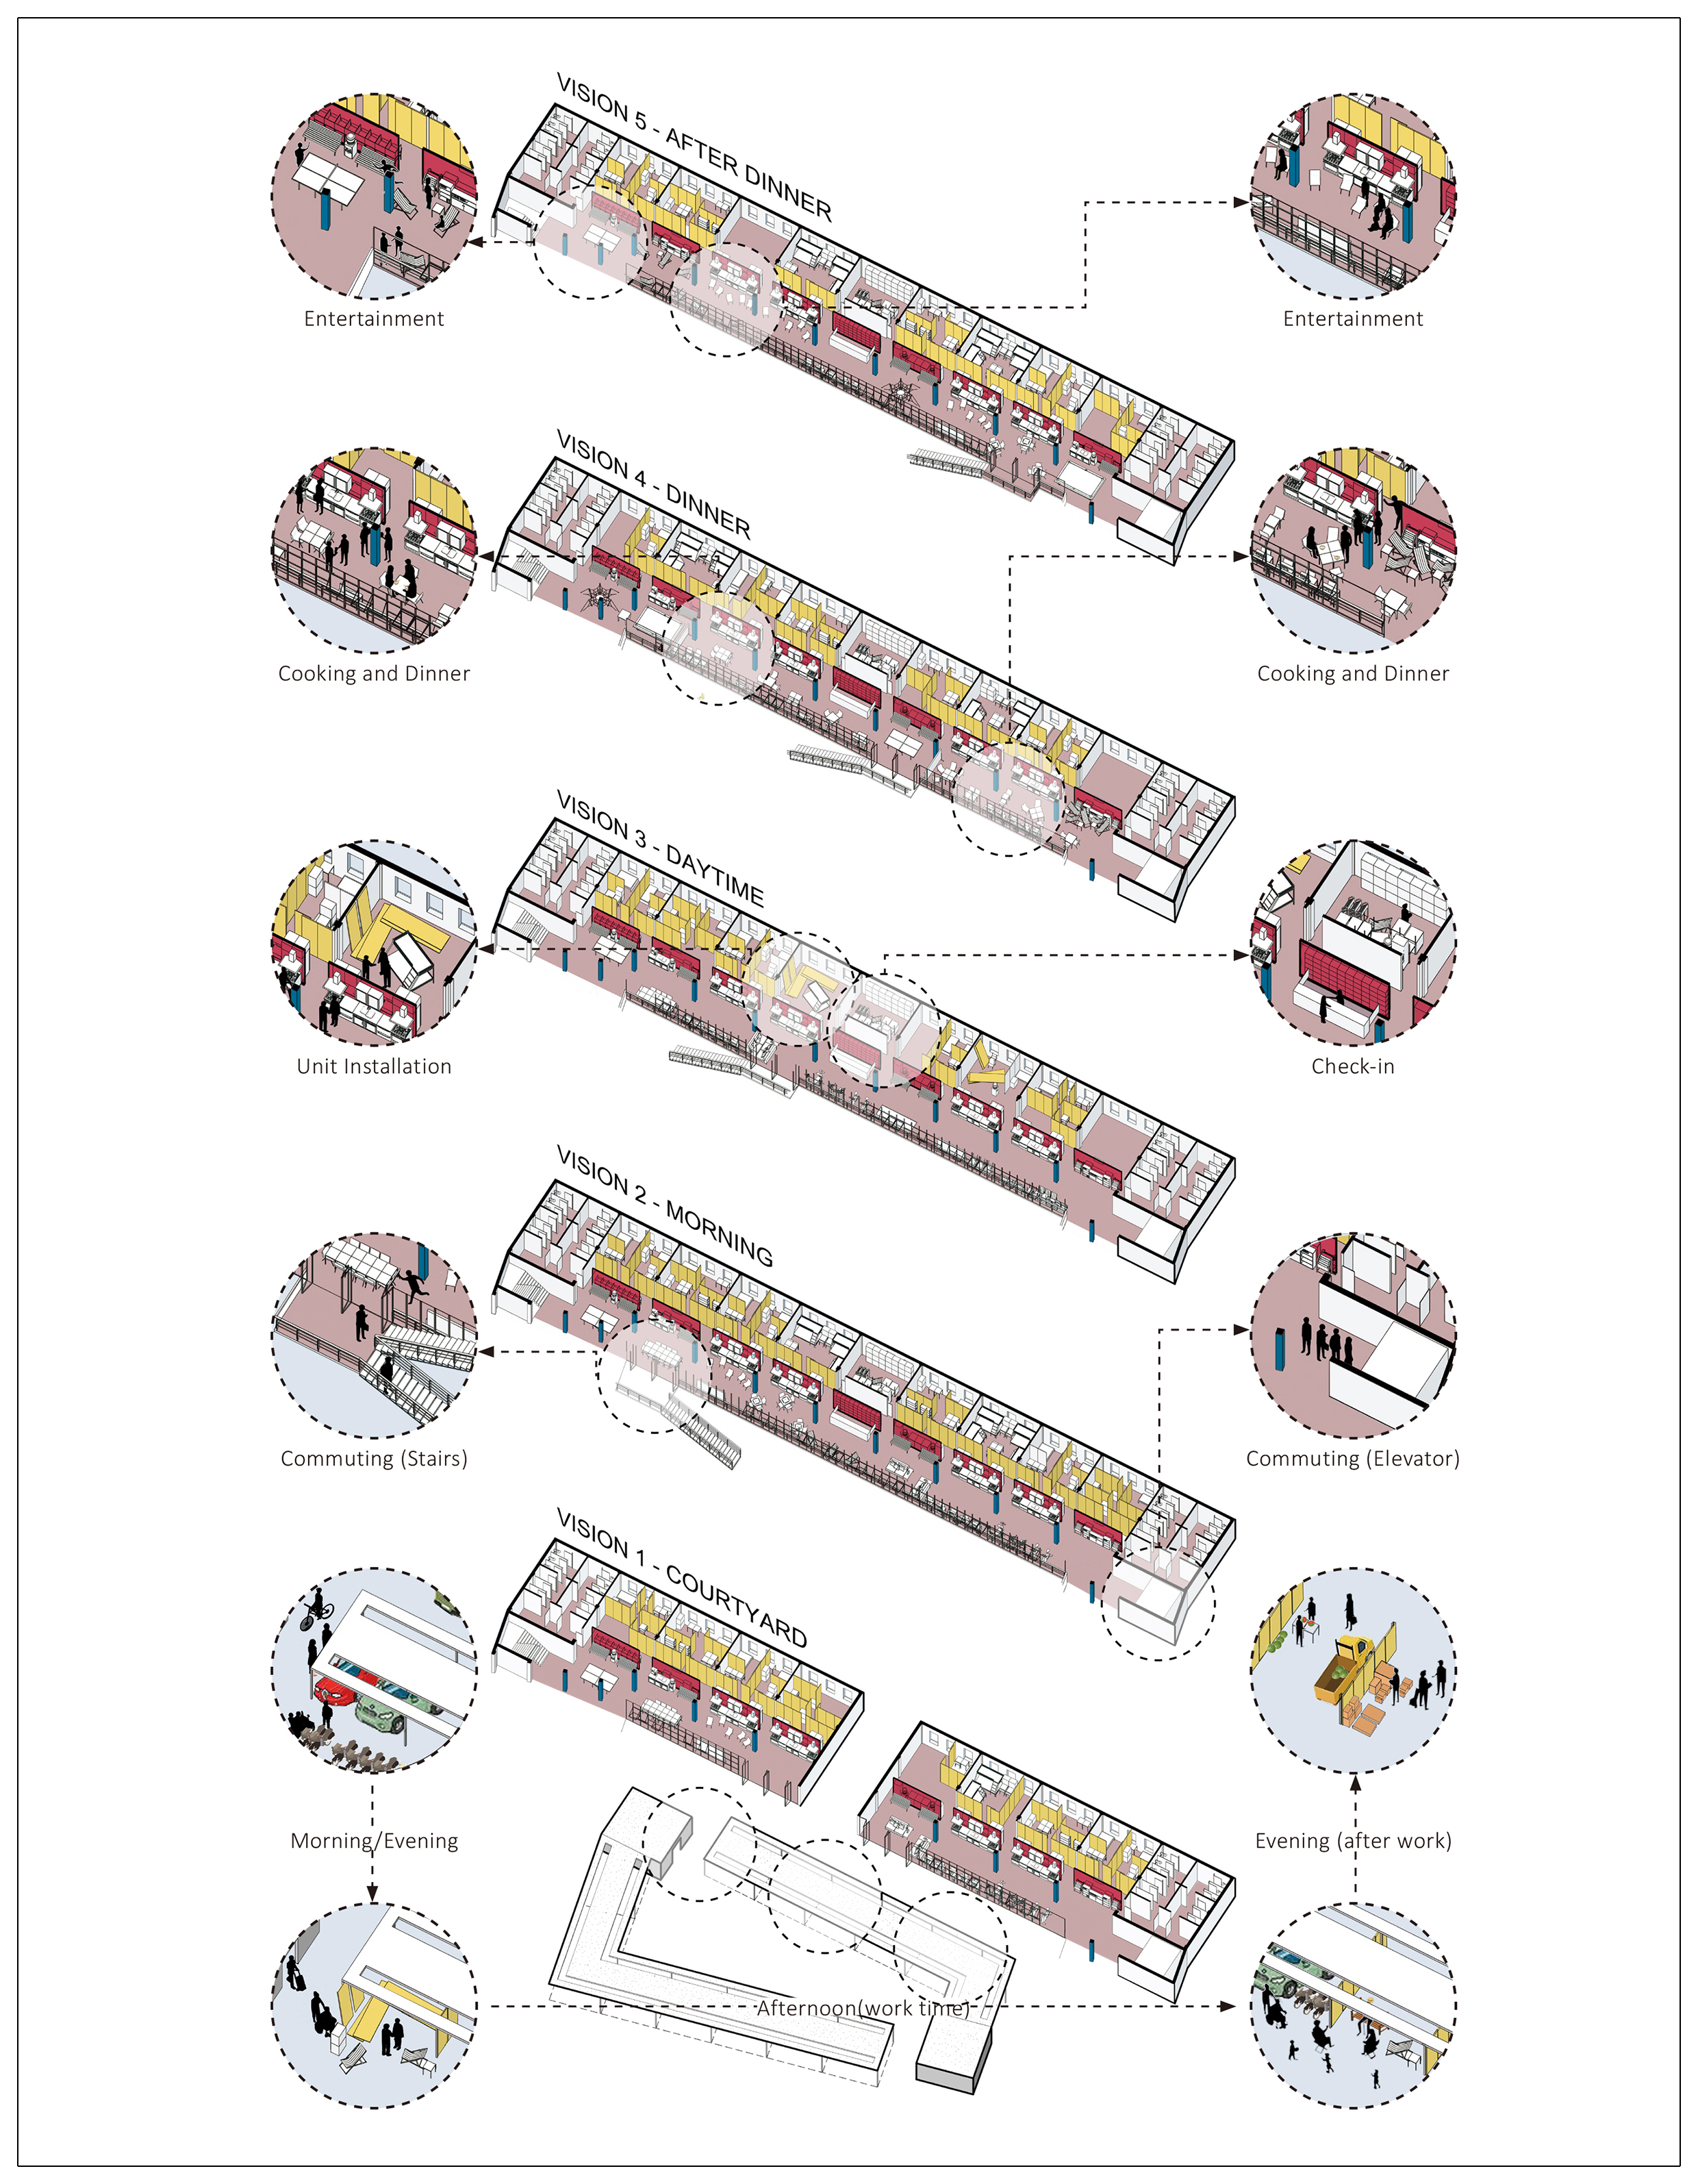 VISION 5 - AFTER DINNER
Entertainment
Entertainment
VISION 4 - DINNER
Cooking and Dinner
Cooking and Dinner
VISION 3 - DAYTIME
Unit Installation
Check-in
VISION 2 - MORNING
Commuting (Stairs)
Commuting (Elevator)
VISION 1 - COURTYARD
Morning/Evening
Evening (after work)
Afternoon(work time)